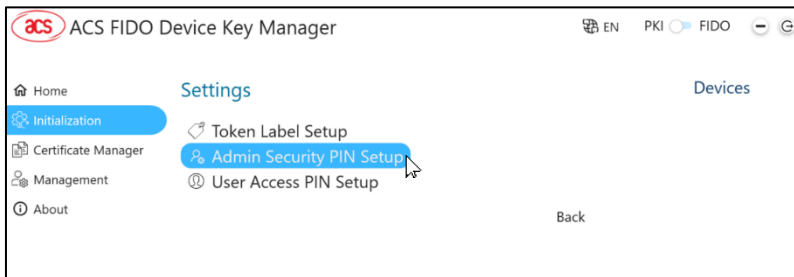 acs ACS FIDO Device Key Manager EN PKI FIDO
Home
Initialization
Certificate Manager
Management
About
Settings
Token Label Setup
Admin Security PIN Setup
User Access PIN Setup
Back
Devices